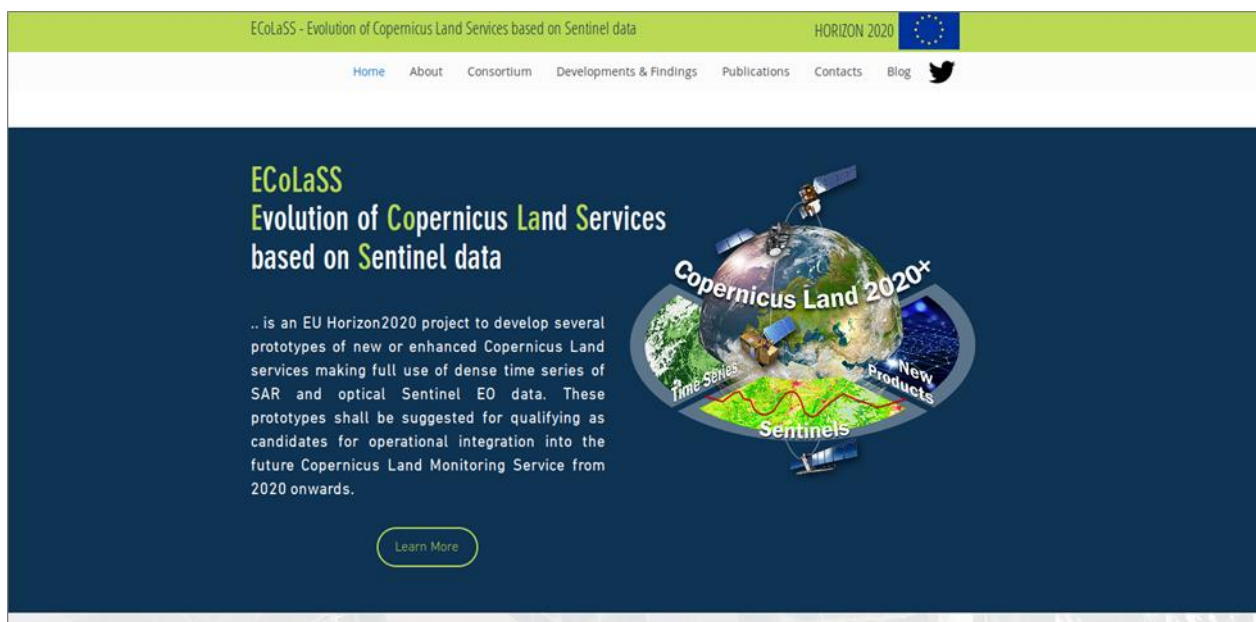 ECoLaSS - Evolution of Copernicus Land Services based on Sentinel data
HORIZON 2020
Home About Consortium Developments & Findings Publications Contacts Blog
ECoLaSS
Evolution of Copernicus Land Services
based on Sentinel data
.. is an EU Horizon2020 project to develop several
prototypes of new or enhanced Copernicus Land
services making full use of dense time series of
SAR and optical Sentinel EO data. These
prototypes shall be suggested for qualifying as
candidates for operational integration into the
future Copernicus Land Monitoring Service from
2020 onwards.
Learn More
Copernicus Land 2020+
Time Series
New
Products
Sentinels